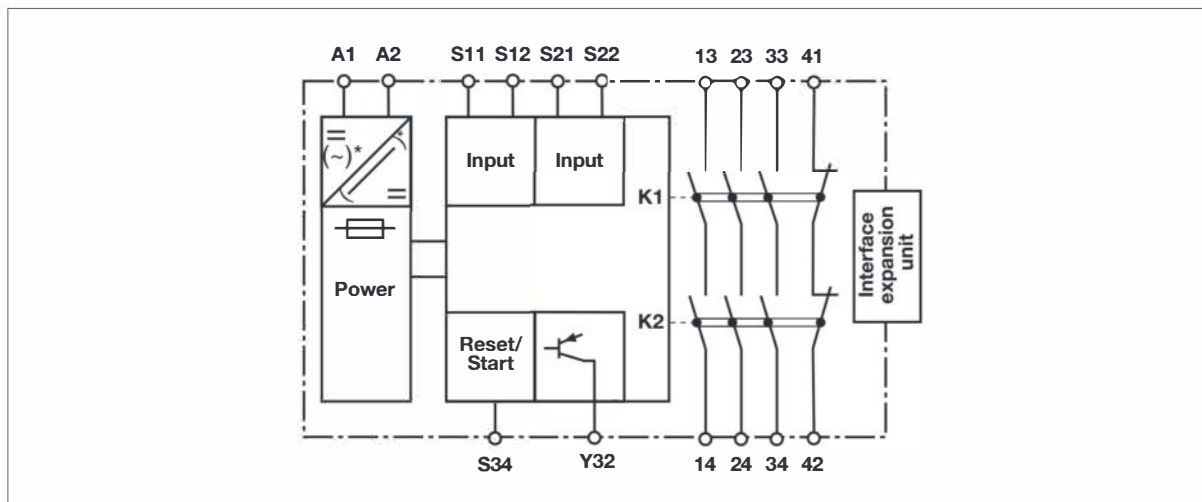 A1 A2 S11 S12 S21 S22 13 23 33 41
= (~)* =
Input Input
K1
Interface
expansion
unit
Power
K2
Reset/
Start
S34 Y32 14 24 34 42